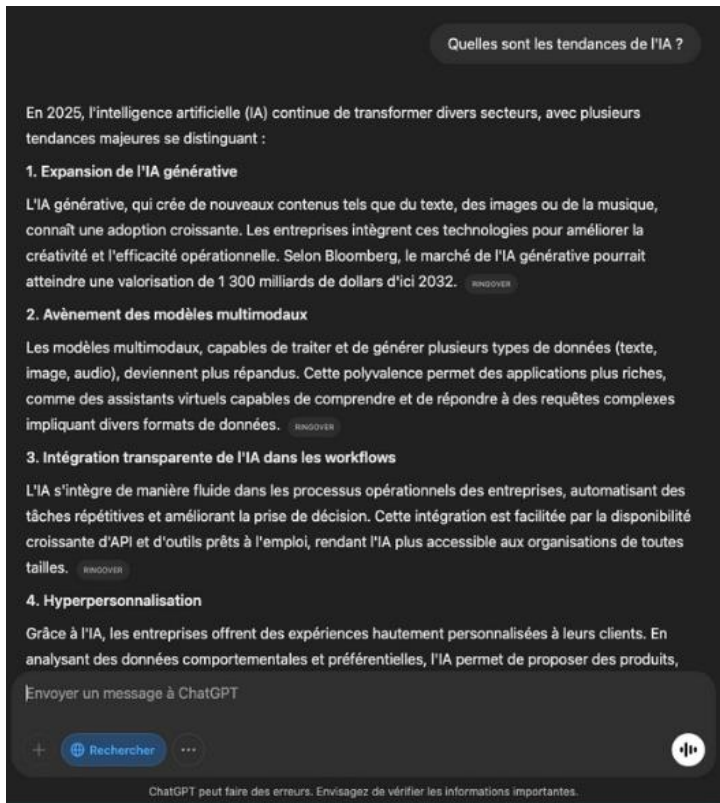 Quelles sont les tendances de l'IA ?
En 2025, l'intelligence artificielle (IA) continue de transformer divers secteurs, avec plusieurs
tendances majeures se distinguant :
1. Expansion de l'IA générative
L'IA générative, qui crée de nouveaux contenus tels que du texte, des images ou de la musique,
connaît une adoption croissante. Les entreprises intègrent ces technologies pour améliorer la
créativité et l'efficacité opérationnelle. Selon Bloomberg, le marché de l'IA générative pourrait
atteindre une valorisation de 1 300 milliards de dollars d'ici 2032. RINGOVER
2. Avènement des modèles multimodaux
Les modèles multimodaux, capables de traiter et de générer plusieurs types de données (texte,
image, audio), deviennent plus répandus. Cette polyvalence permet des applications plus riches,
comme des assistants virtuels capables de comprendre et de répondre à des requêtes complexes
impliquant divers formats de données. RINGOVER
3. Intégration transparente de l'IA dans les workflows
L'IA s'intègre de manière fluide dans les processus opérationnels des entreprises, automatisant des
tâches répétitives et améliorant la prise de décision. Cette intégration est facilitée par la disponibilité
croissante d'API et d'outils prêts à l'emploi, rendant l'IA plus accessible aux organisations de toutes
tailles. RINGOVER
4. Hyperpersonnalisation
Grâce à l'IA, les entreprises offrent des expériences hautement personnalisées à leurs clients. En
analysant des données comportementales et préférentielles, l'IA permet de proposer des produits,
Envoyer un message à ChatGPT
Rechercher
ChatGPT peut faire des erreurs. Envisagez de vérifier les informations importantes.